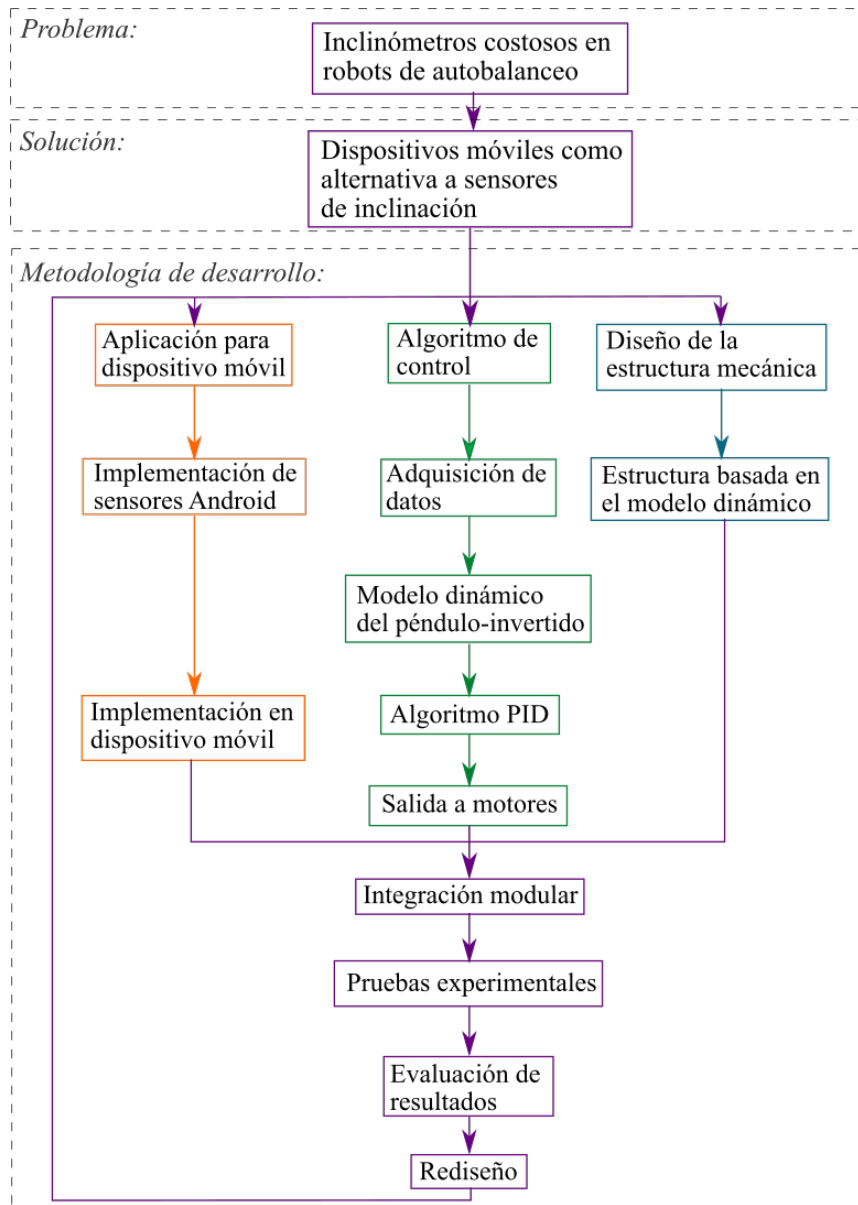 Problema:
Inclinómetros costosos en
robots de autobalanceo
Solución:
Dispositivos móviles como
alternativa a sensores
de inclinación
Metodología de desarrollo:
Aplicación para
dispositivo móvil
Algoritmo de
control
Diseño de la
estructura mecánica
Implementación de
sensores Android
Adquisición de
datos
Estructura basada en
el modelo dinámico
Modelo dinámico
del péndulo-invertido
Implementación en
dispositivo móvil
Algoritmo PID
Salida a motores
Integración modular
Pruebas experimentales
Evaluación de
resultados
Rediseño